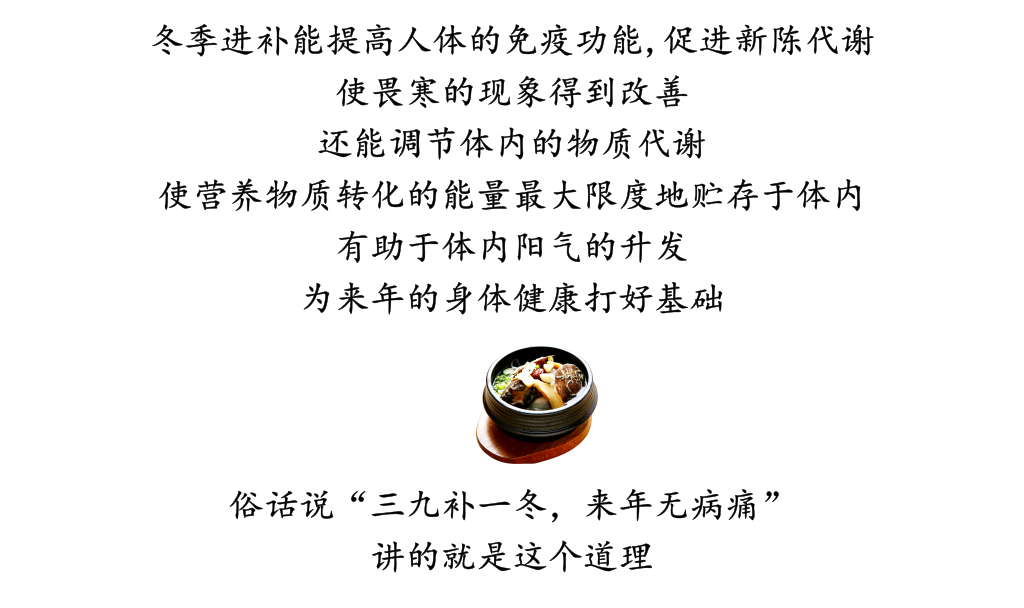 冬季进补能提高人体的免疫功能,促进新陈代谢
使畏寒的现象得到改善
还能调节体内的物质代谢
使营养物质转化的能量最大限度地贮存于体内
有助于体内阳气的升发
为来年的身体健康打好基础
俗话说“三九补一冬，来年无病痛”
讲的就是这个道理